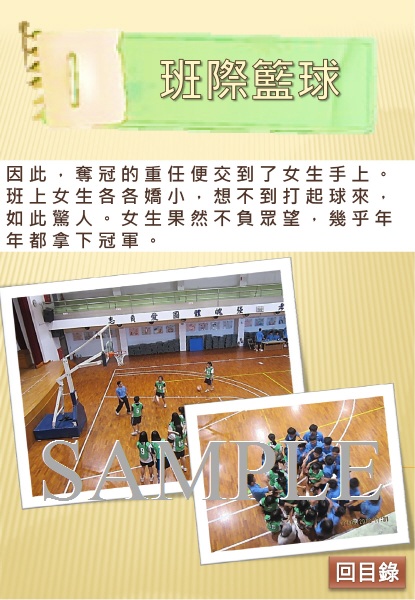 班際籃球
因此，奪冠的重任便交到了女生手上。
班上女生各各嬌小，想不到打起球來，
如此驚人。女生果然不負眾望，幾乎年
年都拿下冠軍。
SAMPLE
回目錄